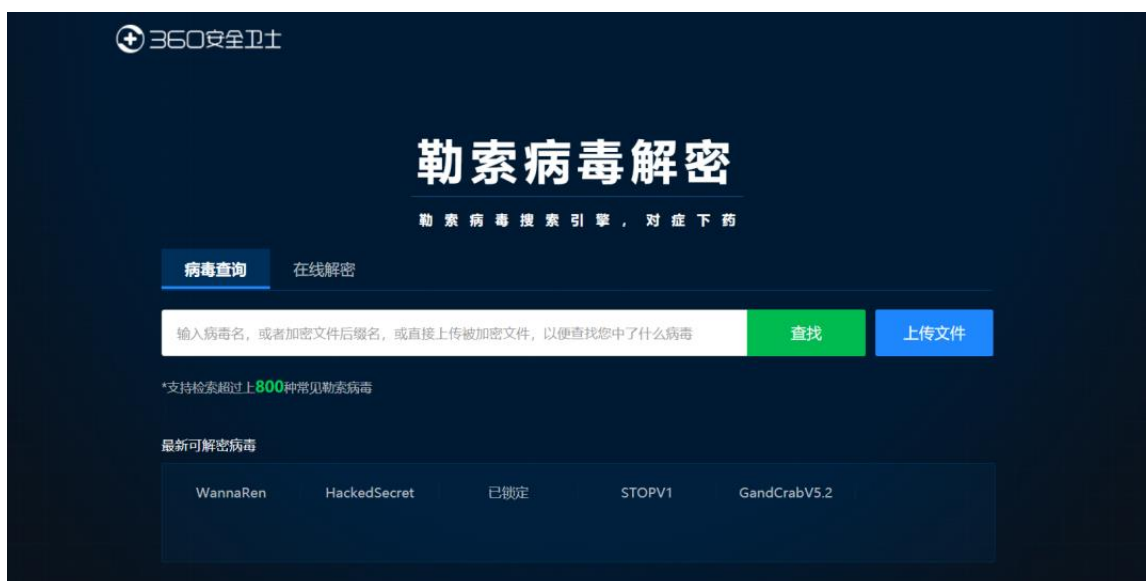 360安全卫士
勒索病毒解密
勒索病毒搜索引擎，对症下药
病毒查询 在线解密
输入病毒名，或者加密文件后缀名，或直接上传被加密文件，以便查找您中了什么病毒 查找 上传文件
*支持检索超过上800种常见勒索病毒
最新可解密病毒
WannaRen HackedSecret 已锁定 STOPV1 GandCrabV5.2